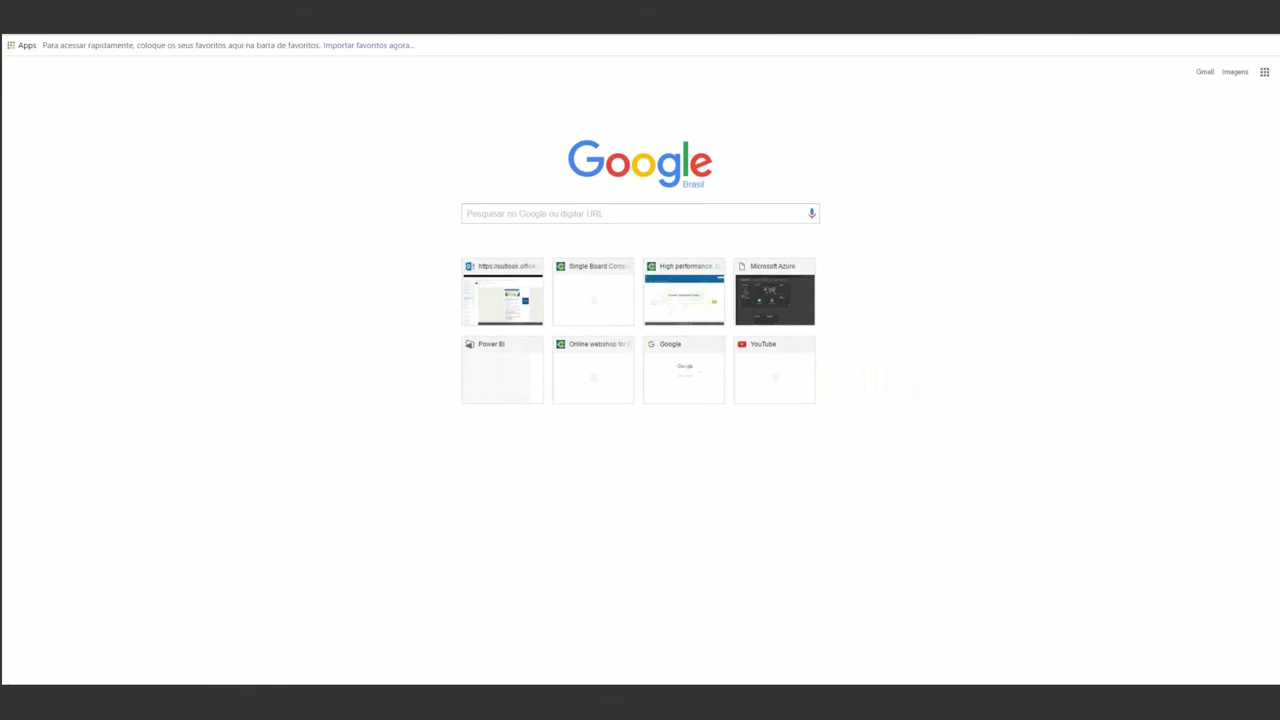 Apps Para acessar rapidamente, coloque os seus favoritos aqui na barra de favoritos. Importar favoritos agora...
Gmail Imagens
Google
Brasil
Pesquisar no Google ou digitar URL
https://outlook.office. Single Board Comp High performance, Microsoft Azure
Power BI Online webshop for Google YouTube
Google